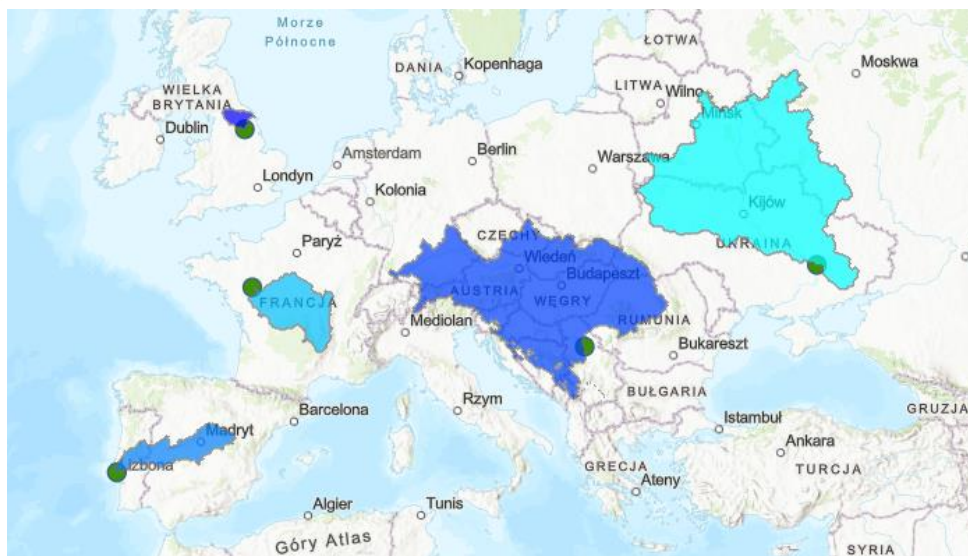 Morze
Północne
ŁOTWA
DANIA
Kopenhaga
Moskwa
LITWA
Wilno
WIELKA
BRYTANIA
Mińsk
Dublin
Amsterdam
Berlin
Warszawa
Londyn
Kolonia
Kijów
CZECHY
UKRAINA
Paryż
Wiedeń
Budapeszt
AUSTRIA
WĘGRY
FRANCJA
Mediolan
RUMUNIA
Bukareszt
BUŁGARIA
Rzym
Barcelona
GRUZJA
Istambuł
Madryt
Ankara
Lizbona
GRECJA
TURCJA
Ateny
Algier
Tunis
Góry Atlas
SYRIA